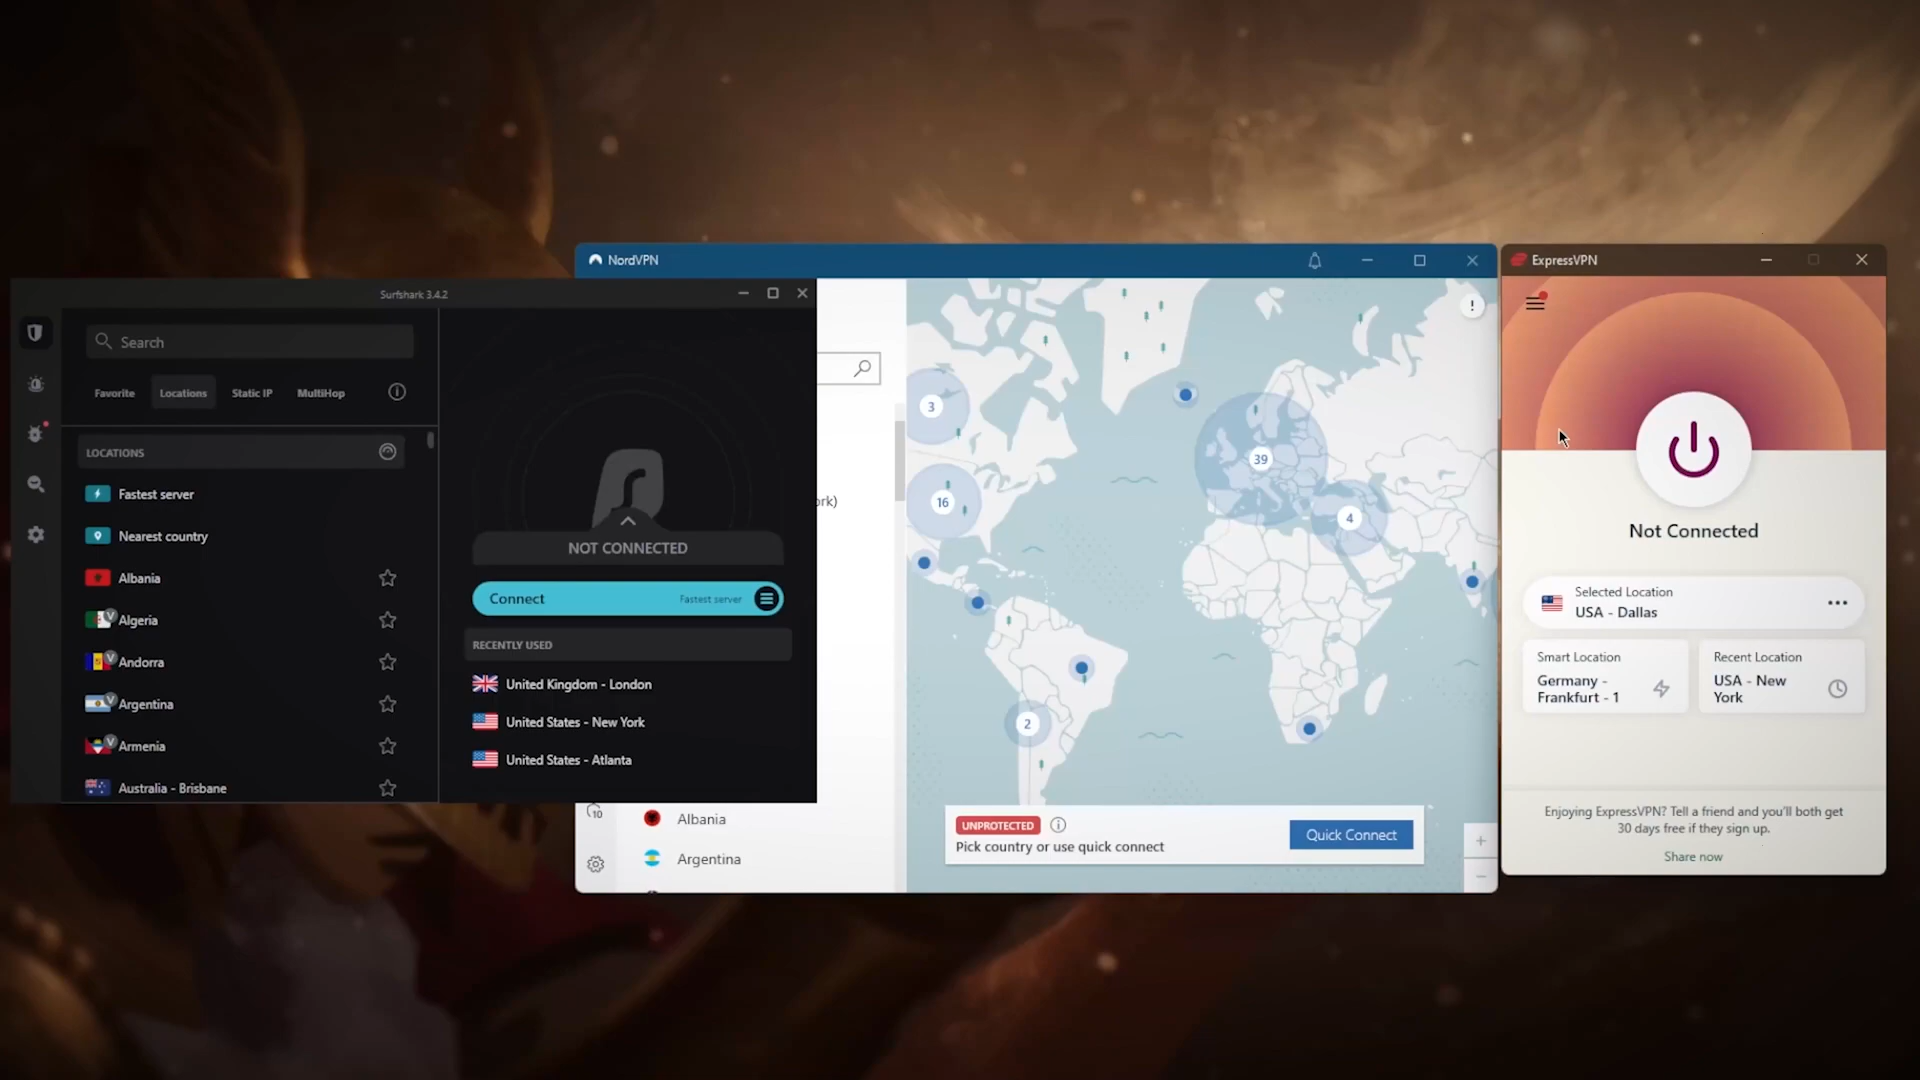 Surfshark 3.4.2
Search
Favorite
Locations
Static IP
MultiHop
LOCATIONS
Fastest server
Nearest country
Albania
Algeria
Andorra
Argentina
Armenia
Australia - Brisbane
NOT CONNECTED
Connect
Fastest server
RECENTLY USED
United Kingdom - London
United States - New York
United States - Atlanta
NordVPN
ork)
3
16
39
4
2
10
Albania
Argentina
UNPROTECTED
Pick country or use quick connect
Quick Connect
ExpressVPN
Not Connected
Selected Location
USA - Dallas
Smart Location
Germany -
Frankfurt - 1
Recent Location
USA - New
York
Enjoying ExpressVPN? Tell a friend and you'll both get
30 days free if they sign up.
Share now